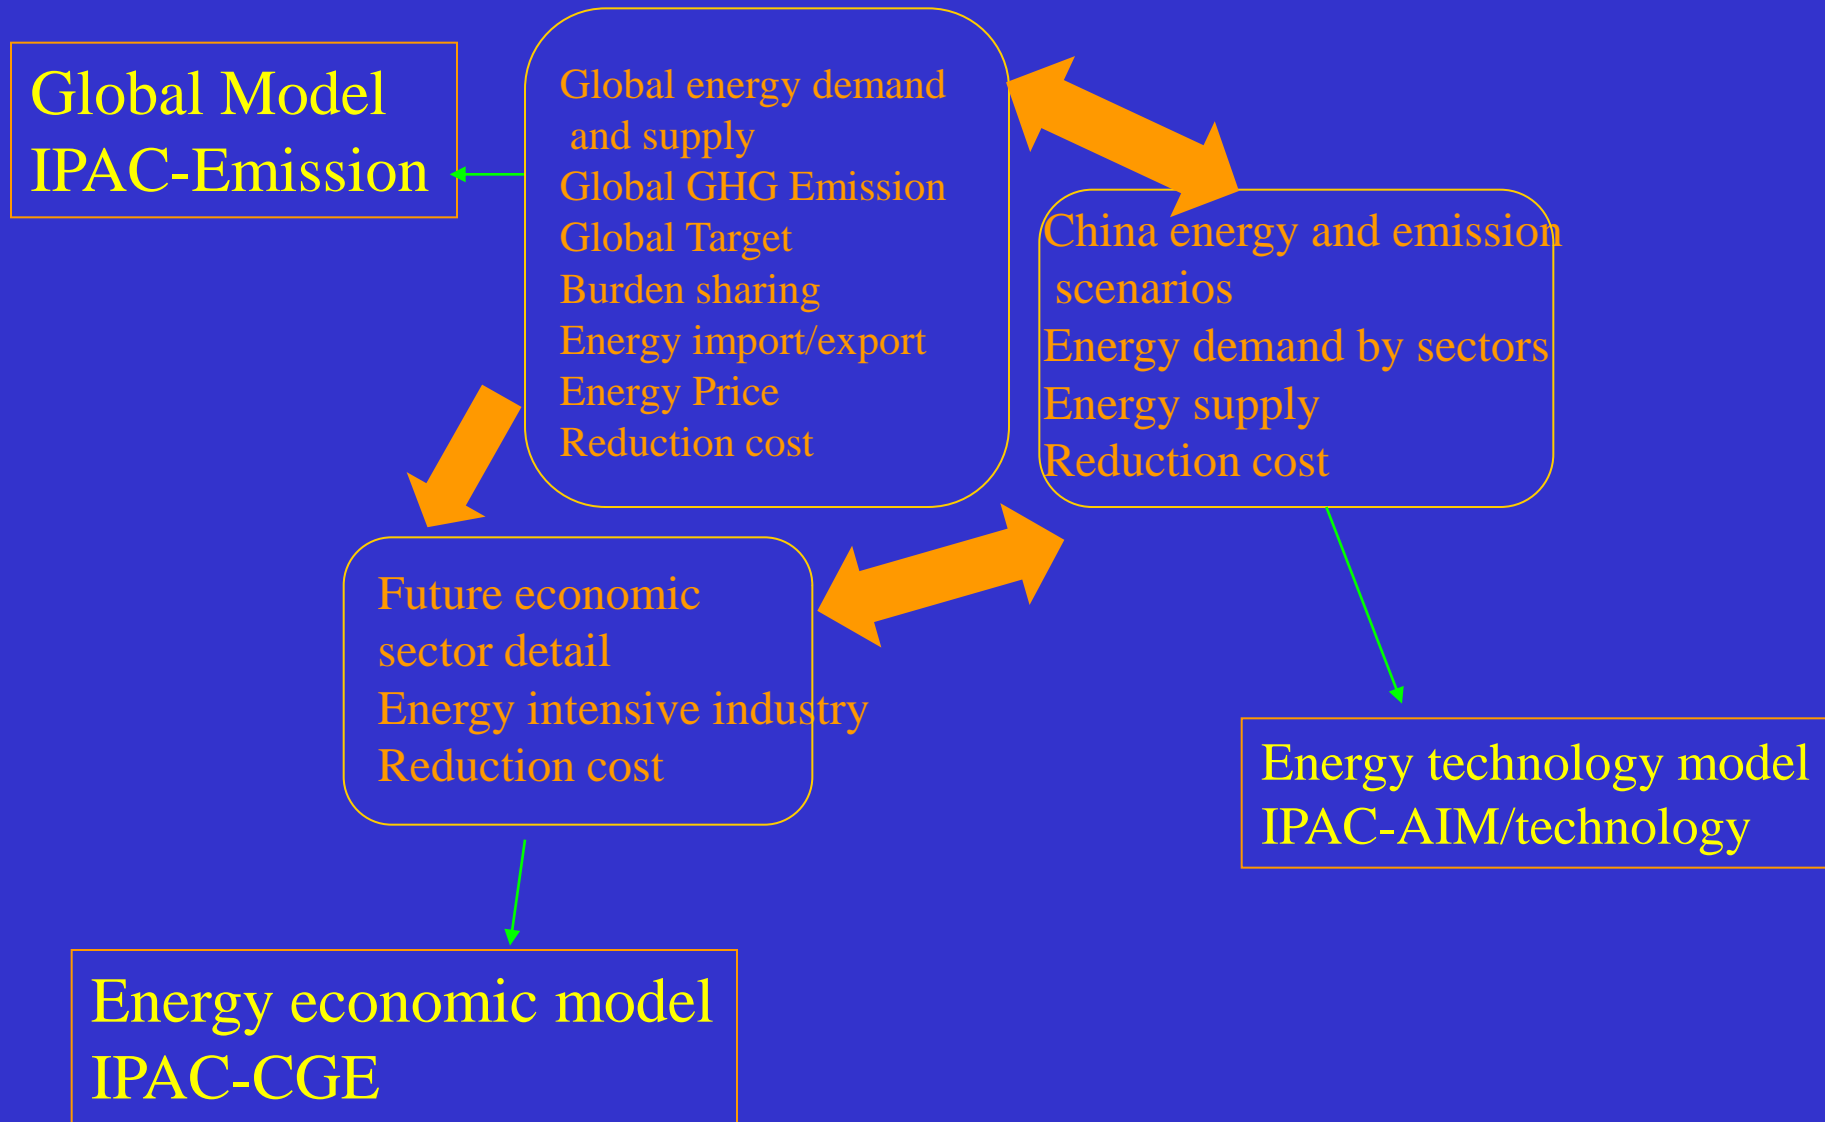 Global Model
IPAC-Emission
Global energy demand
and supply
Global GHG Emission
Global Target
Burden sharing
Energy import/export
Energy Price
Reduction cost
China energy and emission
scenarios
Energy demand by sectors
Energy supply
Reduction cost
Future economic
sector detail
Energy intensive industry
Reduction cost
Energy technology model
IPAC-AIM/technology
Energy economic model
IPAC-CGE